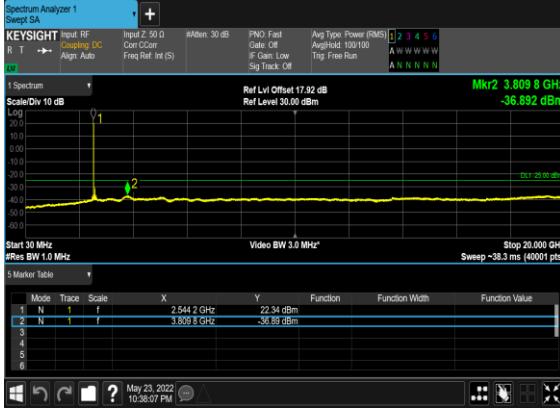 Spectrum Analyzer 1
Swept SA
+
KEYSIGHT Input: RF Input Z: 50 Ω #Atten: 30 dB PNO: Fast Avg Type: Power (RMS) 1 2 3 4 5 6
R T Coupling: DC Corr CCorr Gate: Off Avg|Hold: 100/100 A W W W W W
Align: Auto Freq Ref: Int (S) IF Gain: Low Trig: Free Run
Sig Track: Off A N N N N N
1 Spectrum Ref Lvl Offset 17.92 dB Mkr2 3.809 8 GHz
Scale/Div 10 dB Ref Level 30.00 dBm -36.892 dBm
Log
20.0
10.0
0.00
-10.0
-20.0
-30.0
-40.0
-50.0
-60.0
1
2
DL1 -25.00 dBm
Start 30 MHz Video BW 3.0 MHz* Stop 20.000 GH
#Res BW 1.0 MHz Sweep ~38.3 ms (40001 pts
5 Marker Table
Mode Trace Scale X Y Function Function Width Function Value
1 N 1 f 2.544 2 GHz 22.34 dBm
2 N 1 f 3.809 8 GHz -36.89 dBm
3
4
5
6
? May 23, 2022
10:38:07 PM